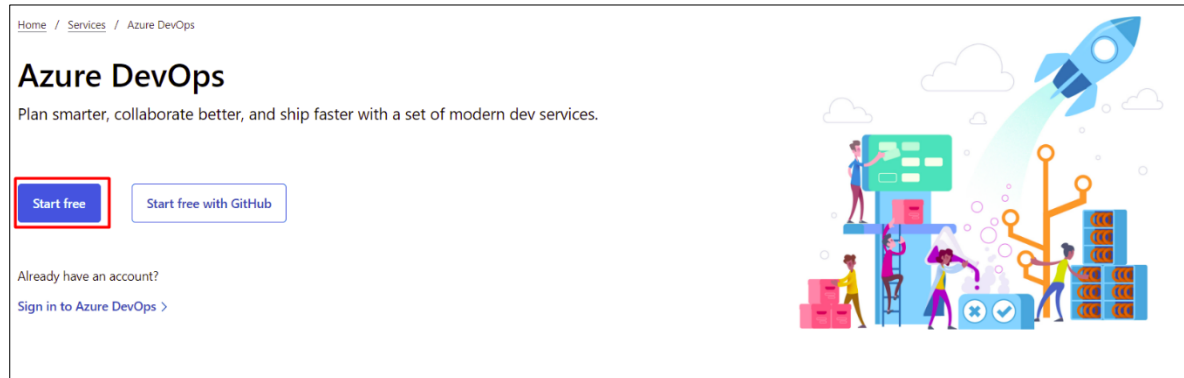 Home / Services / Azure DevOps
Azure DevOps
Plan smarter, collaborate better, and ship faster with a set of modern dev services.
Start free
Start free with GitHub
Already have an account?
Sign in to Azure DevOps >